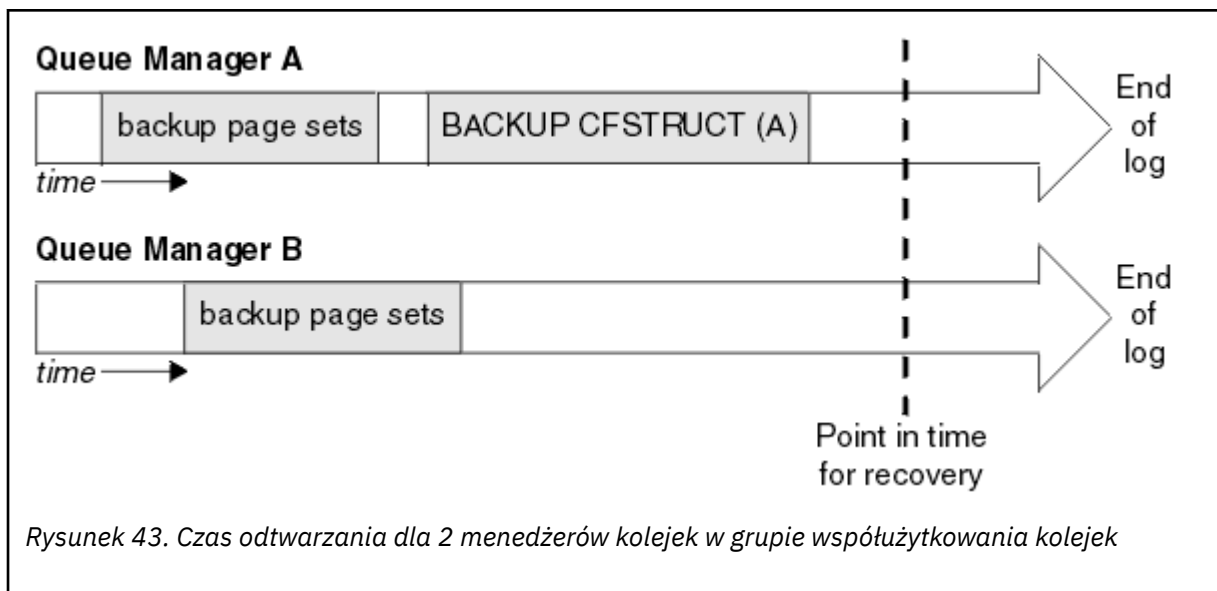 Queue Manager A
backup page sets
BACKUP CFSTRUCT (A)
End
of
log
time
Queue Manager B
backup page sets
End
of
log
time
Point in time
for recovery
Rysunek 43. Czas odtwarzania dla 2 menedżerów kolejek w grupie współużytkowania kolejek